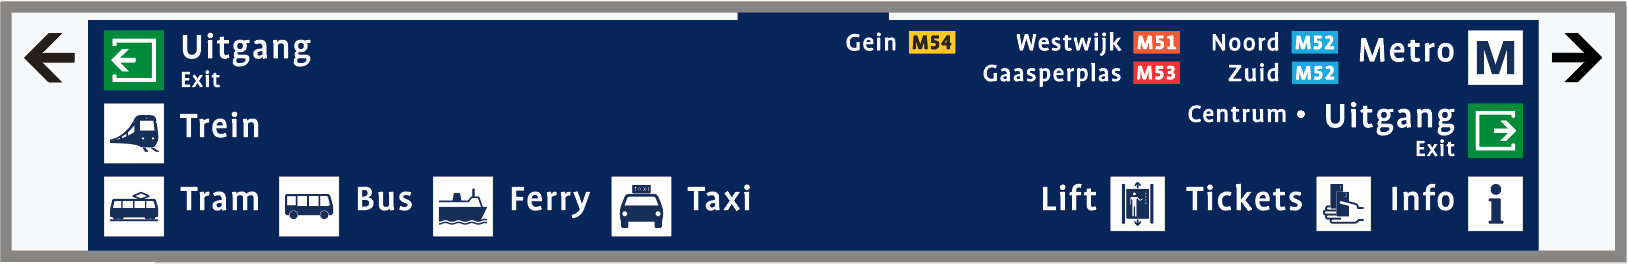 Uitgang
Exit
Trein
Tram Bus Ferry TAXI Taxi
Gein M54 Westwijk M51 Noord M52 Metro M
Gaasperplas M53 Zuid M52
Centrum • Uitgang
Exit
Lift Tickets Info i